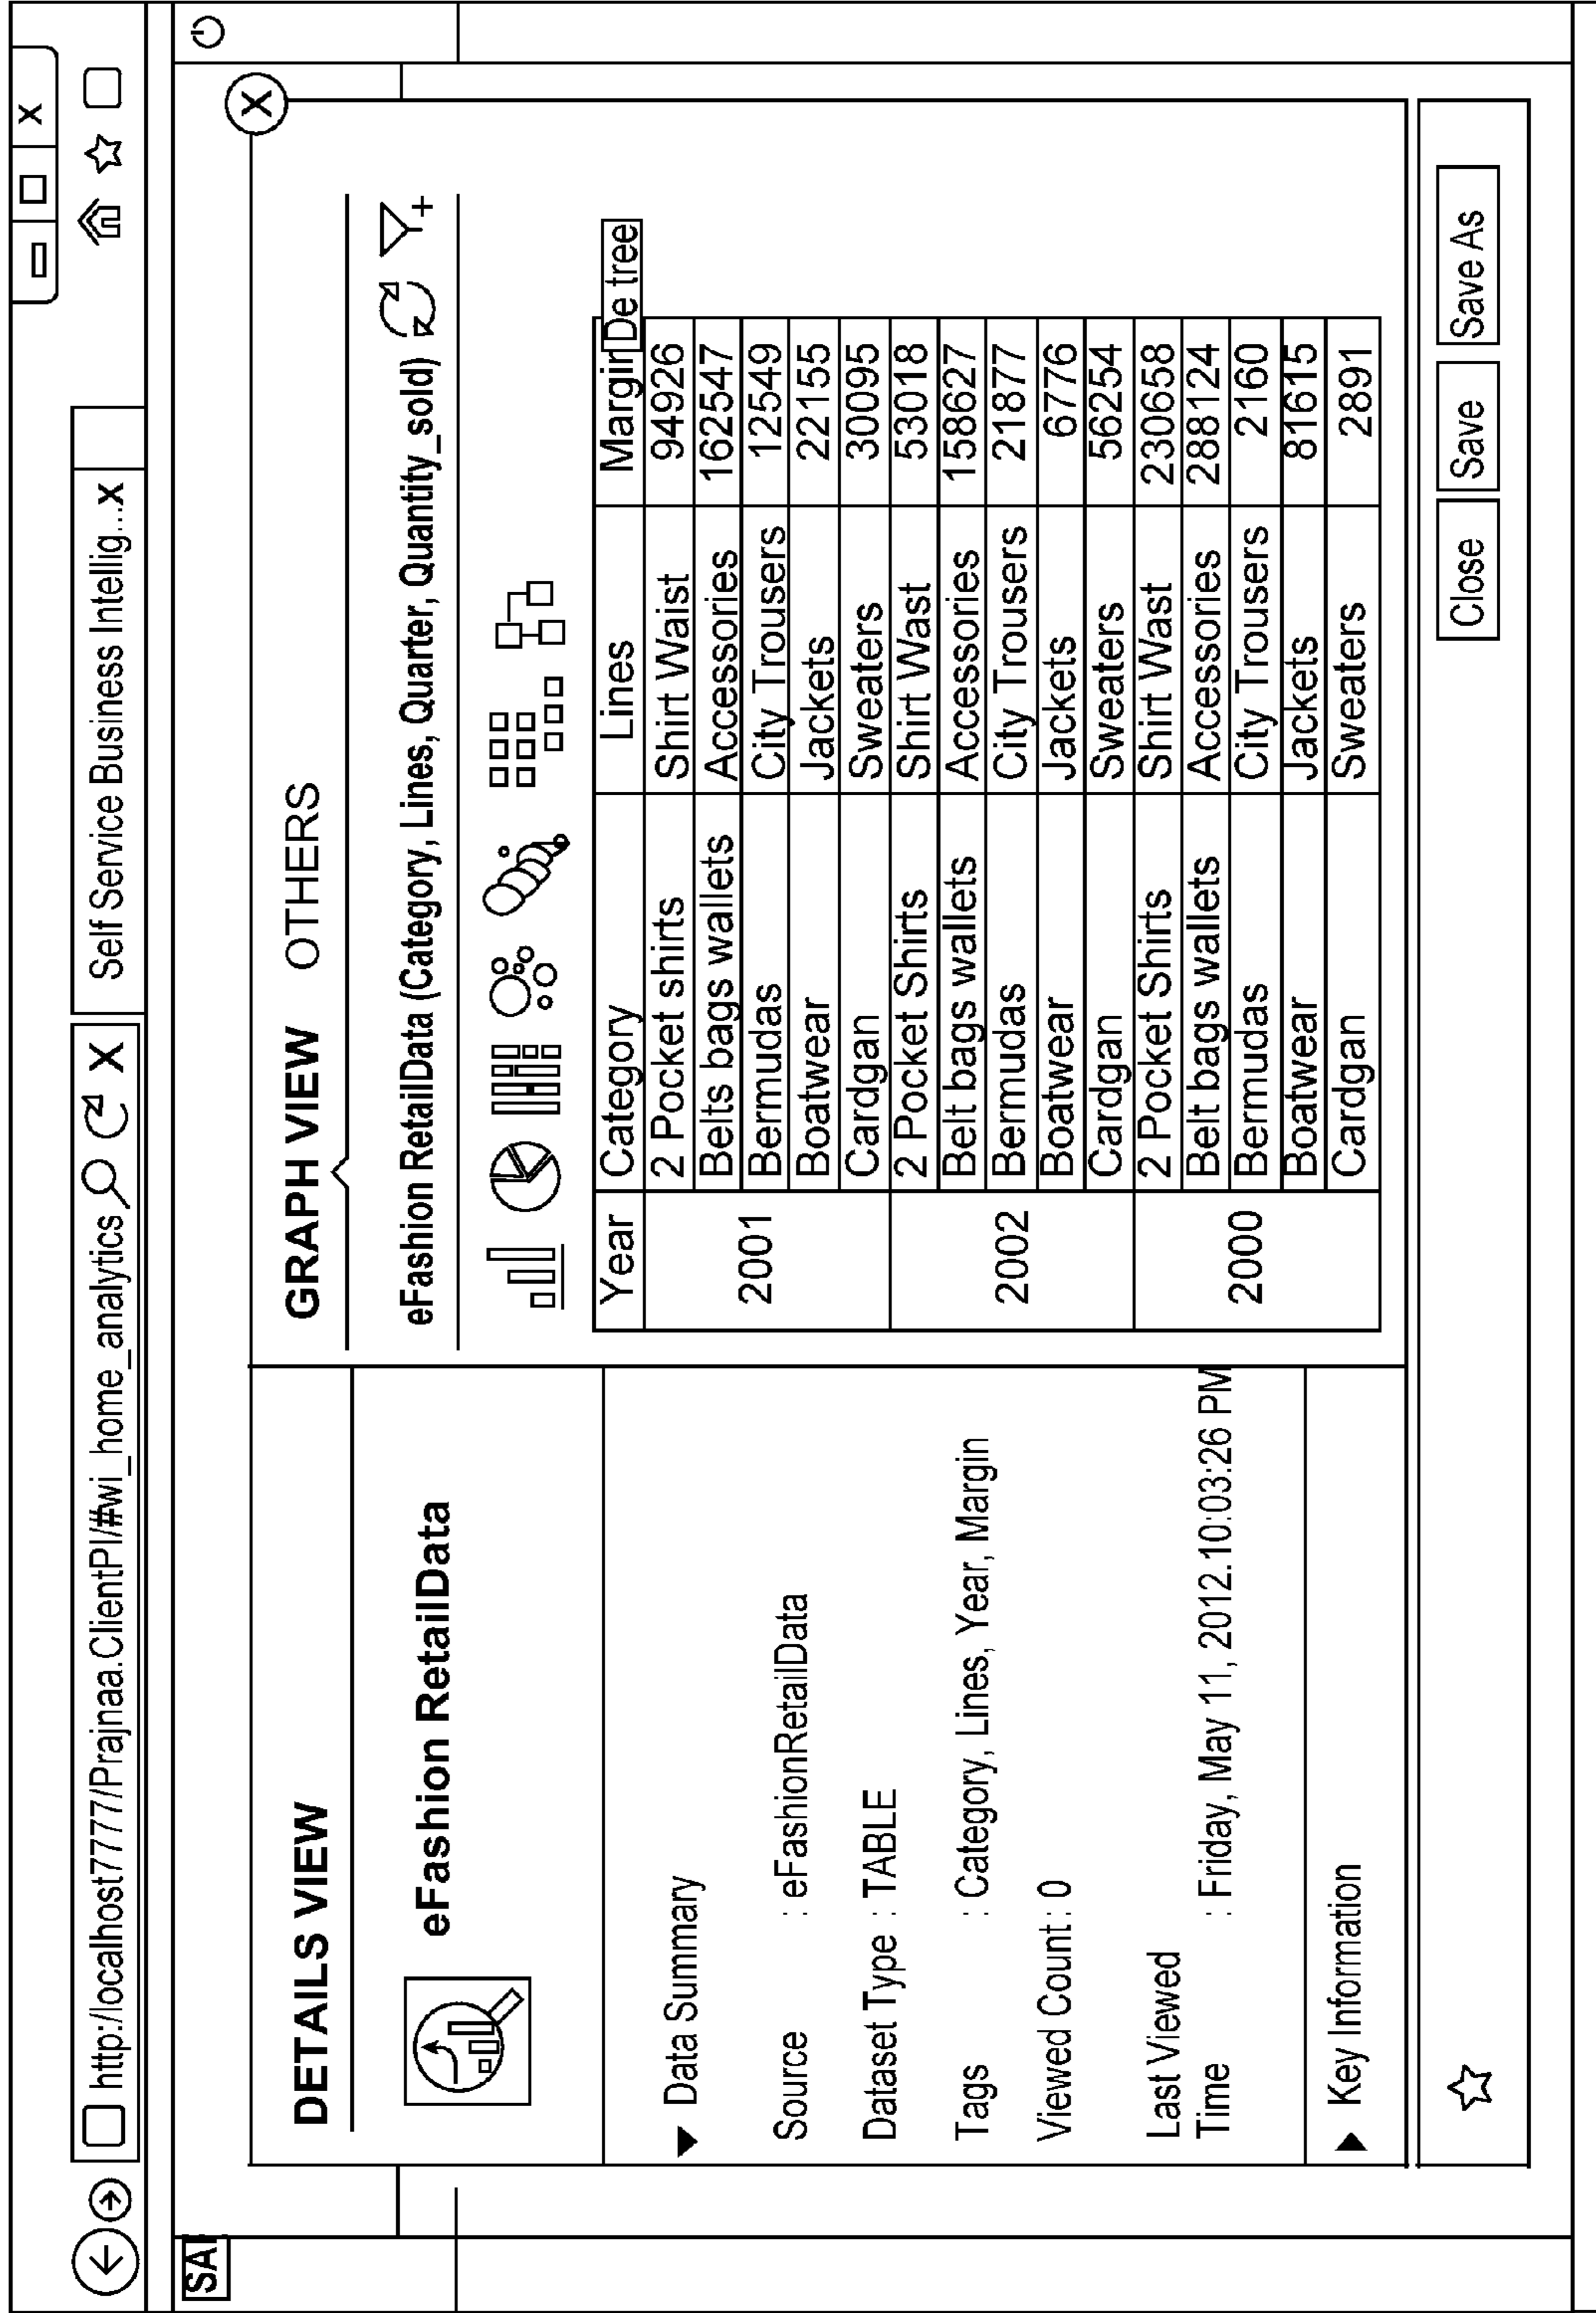 http:/localhost7777/Prajnaa.ClientPI/#wi_home_analytics X Self Service Business Intellig...x
x
SAI
X
DETAILS VIEW
eFashion RetailData
Data Summary
Source : eFashionRetailData
Dataset Type : TABLE
Tags : Category, Lines, Year, Margin
Viewed Count : 0
Last Viewed
Time : Friday, May 11, 2012.10:03:26 PM
Key Information
GRAPH VIEW OTHERS
eFashion RetailData (Category, Lines, Quarter, Quantity_sold)
De tree
Year Category Lines Margin
2001 2 Pocket shirts Shirt Waist 94926
Belts bags wallets Accessories 162547
Bermudas City Trousers 12549
Boatwear Jackets 22155
Cardgan Sweaters 30095
2002 2 Pocket Shirts Shirt Wast 53018
Belt bags wallets Accessories 158627
Bermudas City Trousers 21877
Boatwear Jackets 6776
Cardgan Sweaters 56254
2000 2 Pocket Shirts Shirt Wast 230658
Belt bags wallets Accessories 288124
Bermudas City Trousers 2160
Boatwear Jackets 81615
Cardgan Sweaters 2891
Close Save Save As